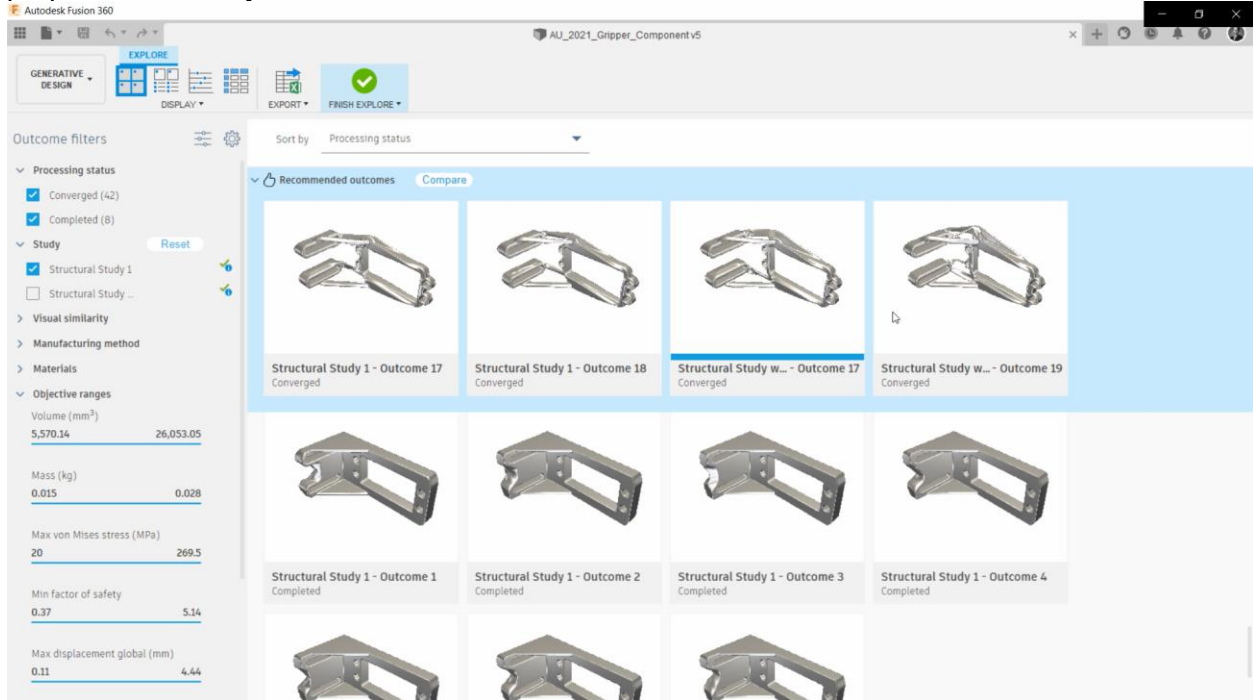 Autodesk Fusion 360
AU_2021_Gripper_Component v5
EXPLORE
GENERATIVE DESIGN
DISPLAY
EXPORT
FINISH EXPLORE
Outcome filters
Sort by Processing status
Processing status
Converged (42)
Completed (8)
Study Reset
Structural Study 1
Structural Study ...
Visual similarity
Manufacturing method
Materials
Objective ranges
Volume (mm³)
5,570.14 26,053.05
Mass (kg)
0.015 0.028
Max von Mises stress (MPa)
20 269.5
Min factor of safety
0.37 5.14
Max displacement global (mm)
0.11 4.44
Recommended outcomes Compare
Structural Study 1 - Outcome 17
Converged
Structural Study 1 - Outcome 18
Converged
Structural Study w... - Outcome 17
Converged
Structural Study w... - Outcome 19
Converged
Structural Study 1 - Outcome 1
Completed
Structural Study 1 - Outcome 2
Completed
Structural Study 1 - Outcome 3
Completed
Structural Study 1 - Outcome 4
Completed